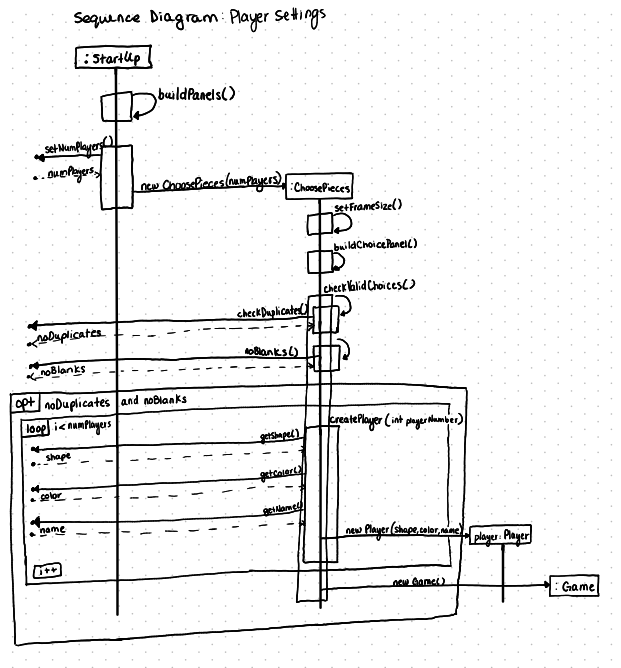 Sequence Diagram: Player Settings
:StartUp
buildPanels()
setNumPlayers()
numPlayers
new ChoosePieces(numPlayers)
:ChoosePieces
setFrameSize()
buildChoicePanel()
checkValidChoices()
checkDuplicates()
noDuplicates
noBlanks()
noBlanks
opt noDuplicates and noBlanks
loop i<numPlayers
createPlayer(int playerNumber)
getShape()
shape
getColor()
color
getName()
name
new Player(shape,color,name)
player:Player
i++
new Game()
:Game